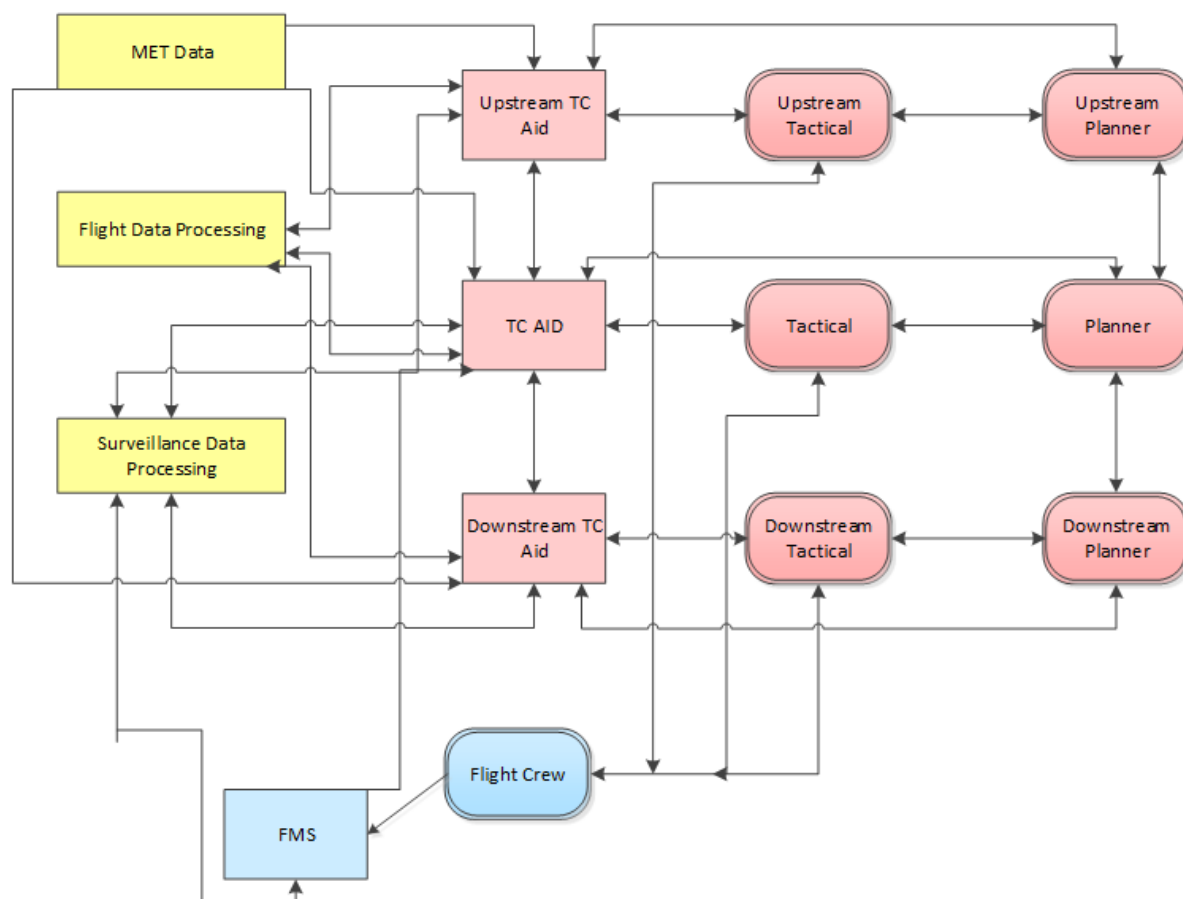 MET Data
Upstream TC
Aid
Upstream
Tactical
Upstream
Planner
Flight Data Processing
TC AID
Tactical
Planner
Surveillance Data
Processing
Downstream TC
Aid
Downstream
Tactical
Downstream
Planner
Flight Crew
FMS